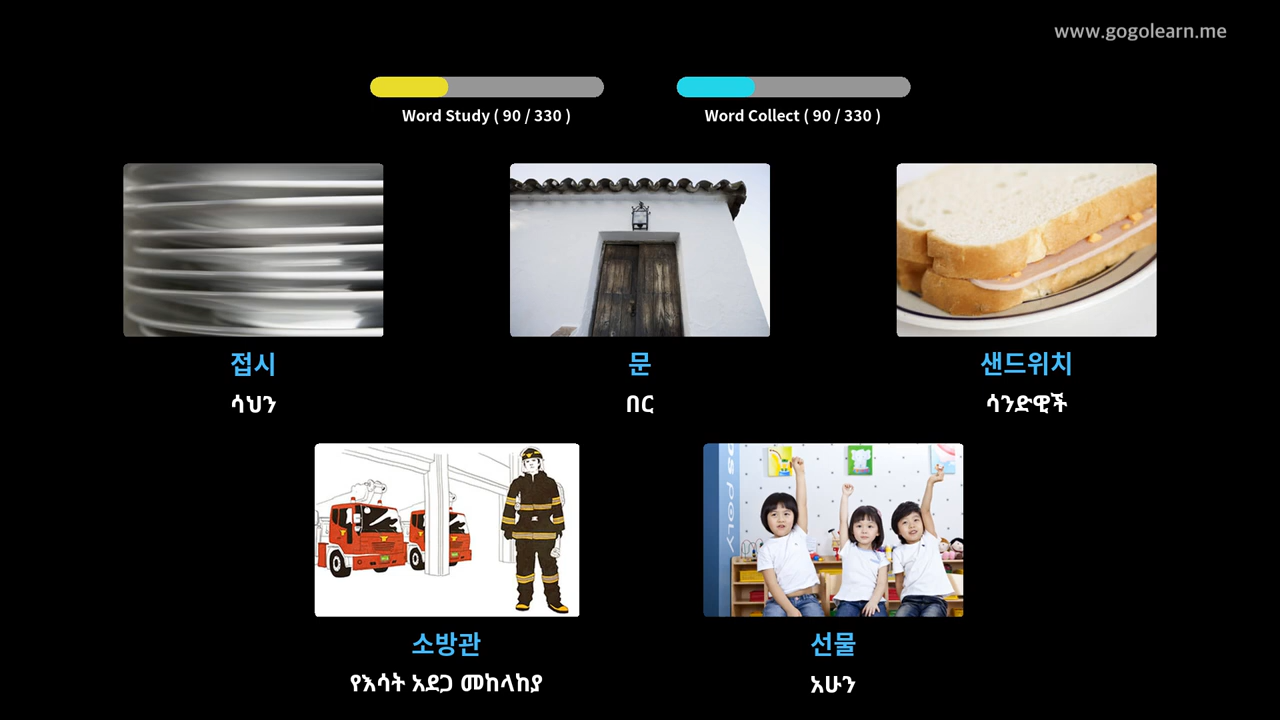 www.gogolearn.me
Word Study ( 90 / 330 )
Word Collect ( 90 / 330 )
접시
ሳህን
문
በር
샌드위치
ሳንድዊች
소방관
የእሳት አደጋ መከላከያ
선물
አሁን